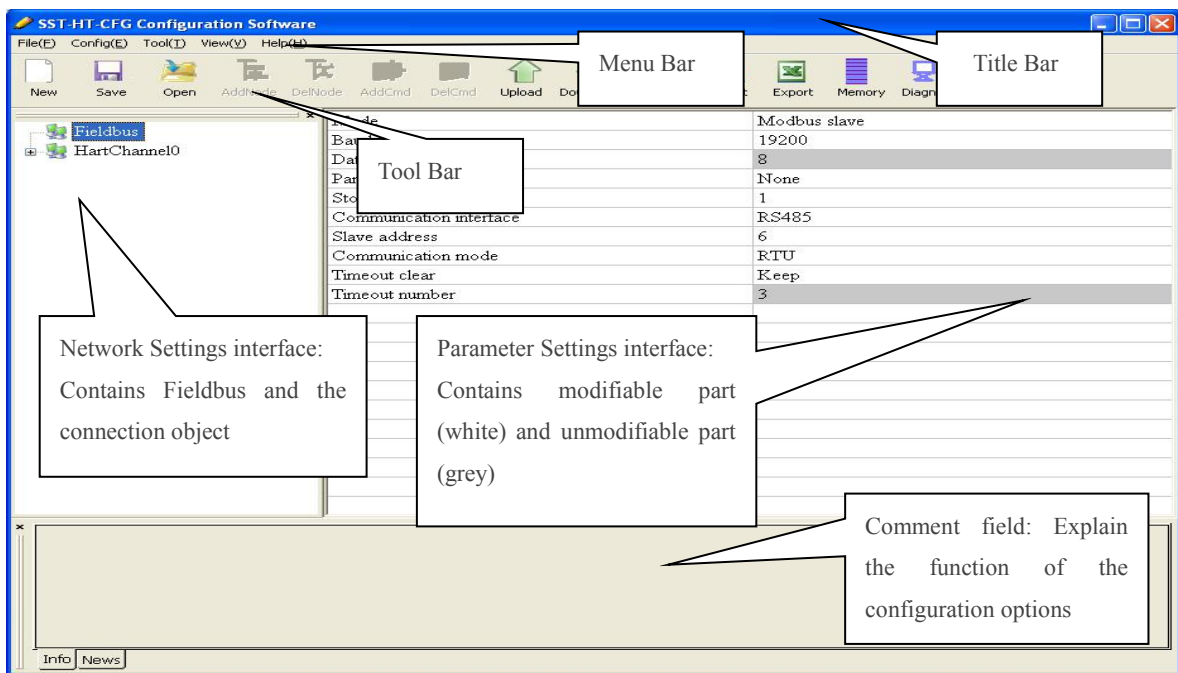 SST-HT-CFG Configuration Software
File(F) Config(E) Tool(T) View(V) Help(H)
Menu Bar
Title Bar
New Save Open AddNode DelNode AddCmd DelCmd Upload Export Memory
Fieldbus
HartChannel0
Tool Bar
Modbus slave
19200
8
None
1
Communication interface RS485
Slave address 6
Communication mode RTU
Timeout clear Keep
Timeout number 3
Network Settings interface:
Contains Fieldbus and the
connection object
Parameter Settings interface:
Contains modifiable part
(white) and unmodifiable part
(grey)
Comment field: Explain
the function of the
configuration options
Info News